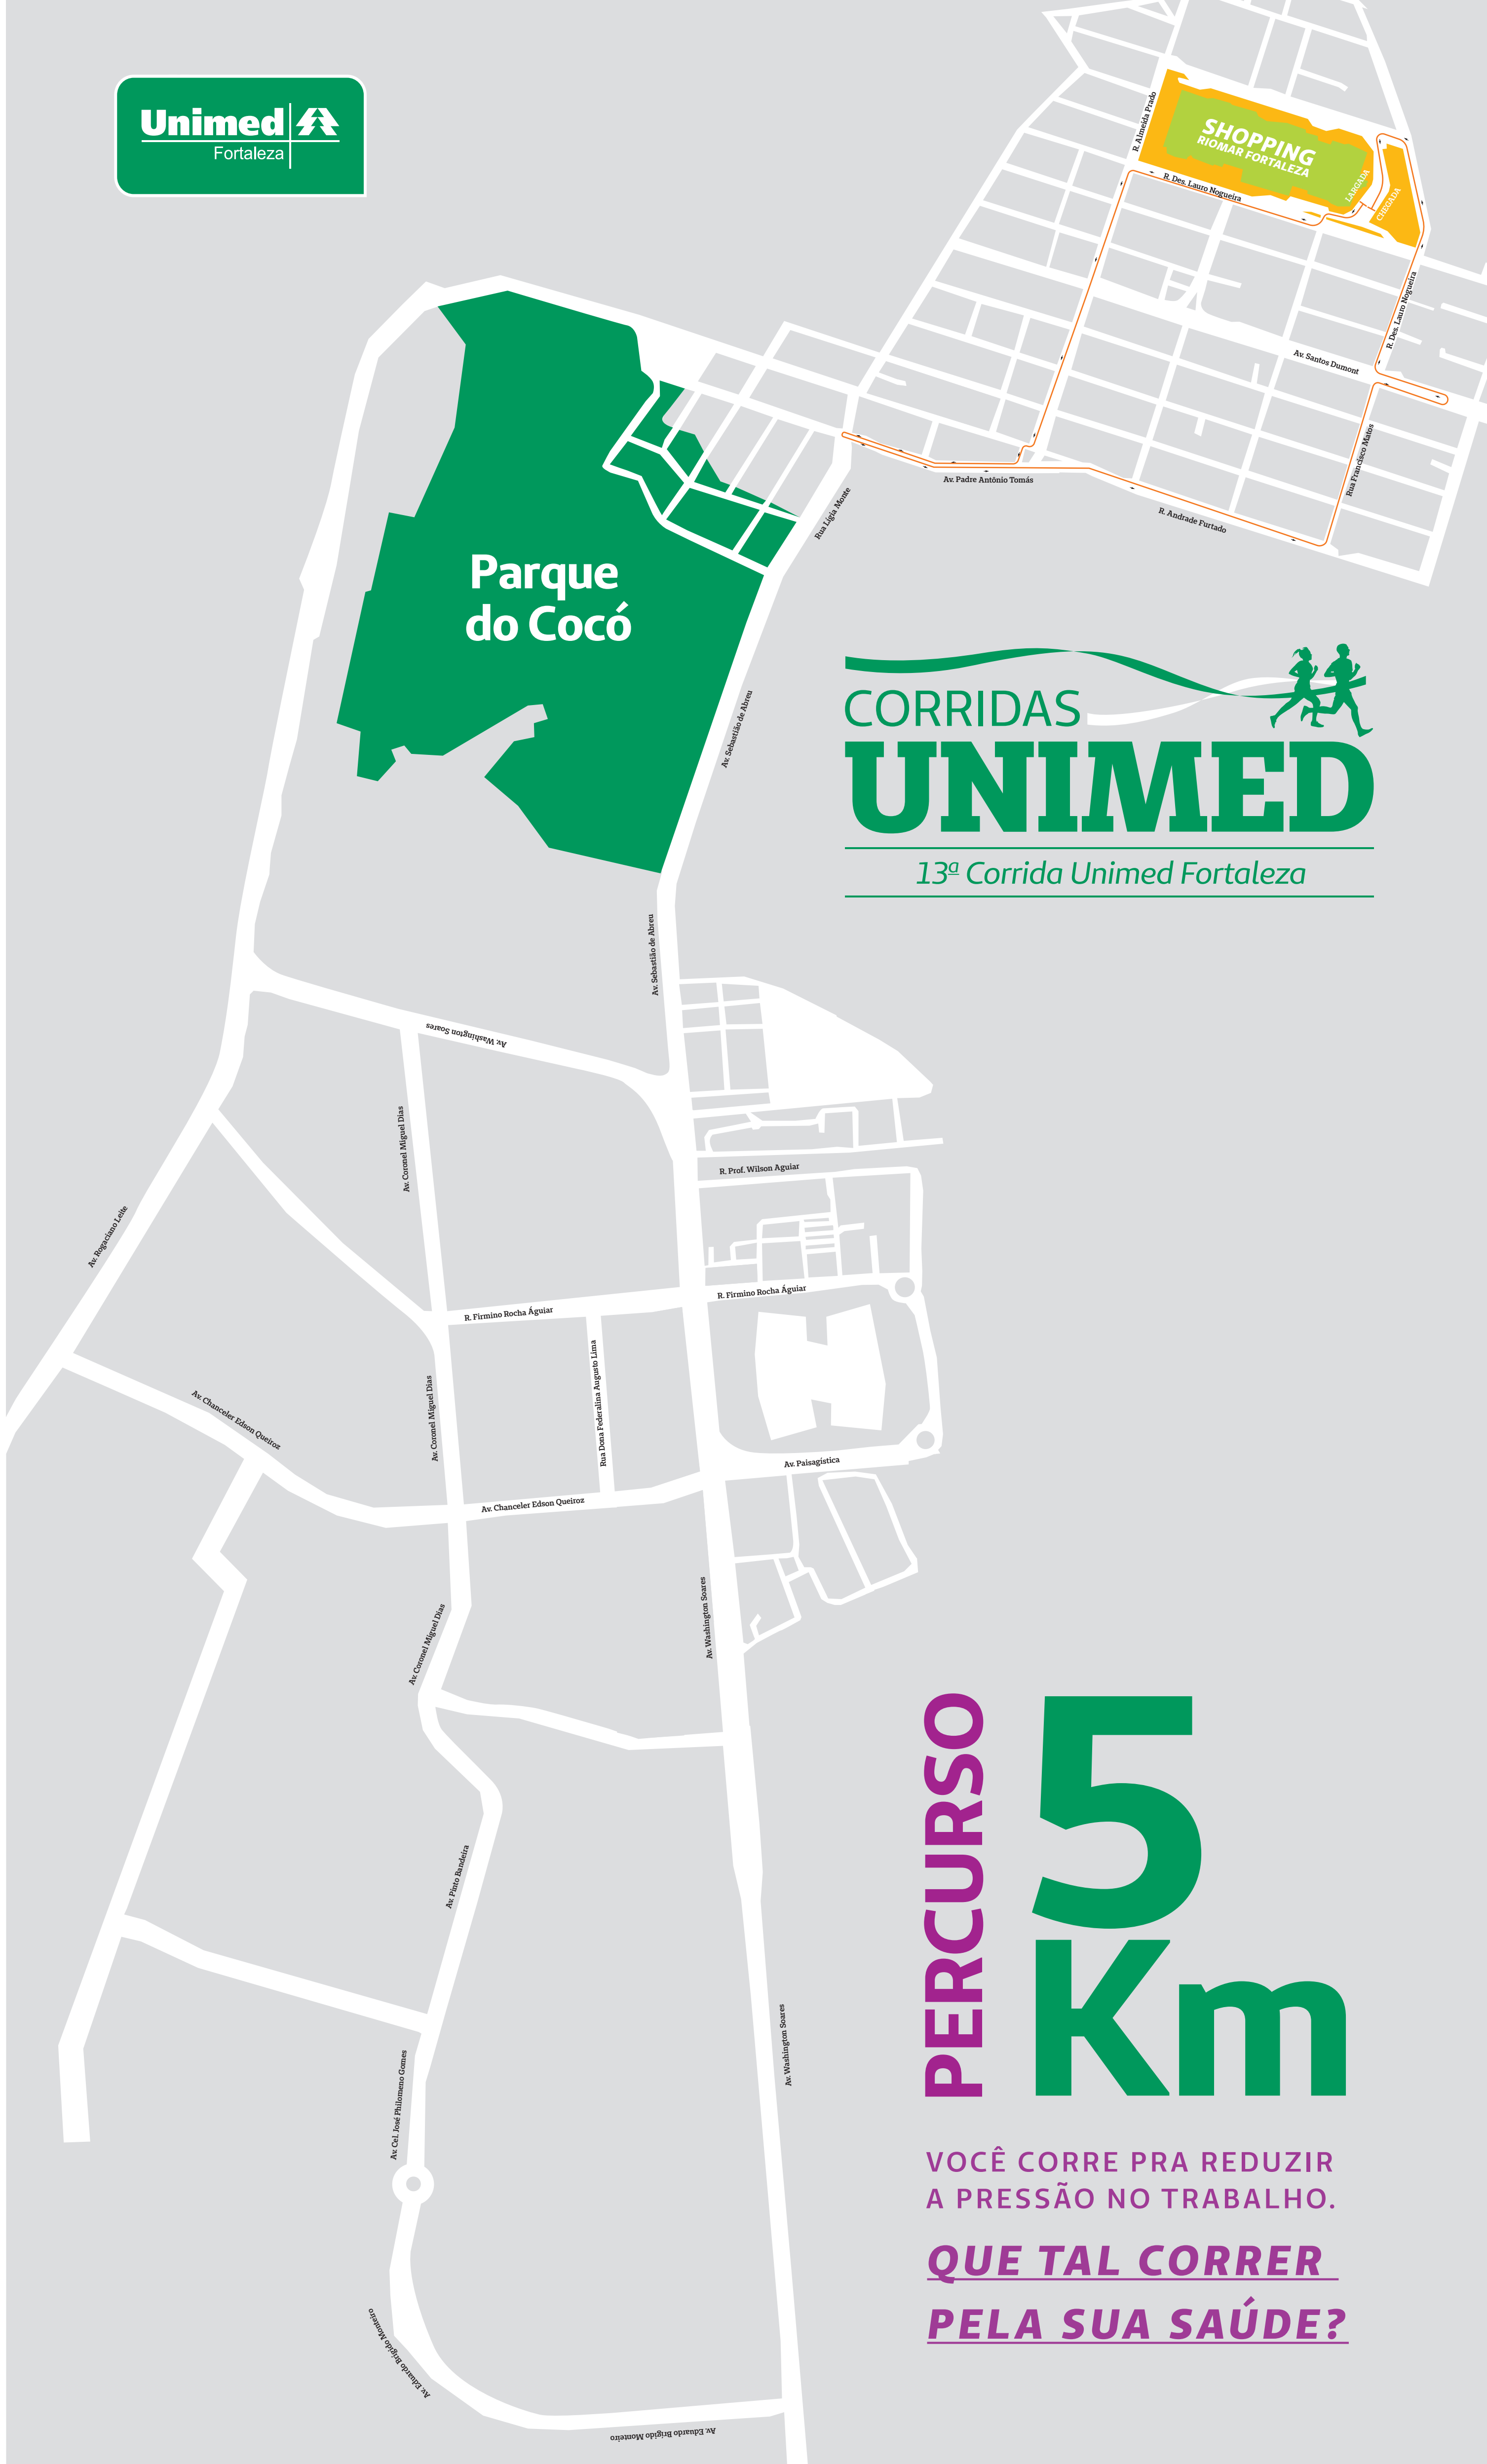 Unimed
Fortaleza
R. Almeida Prado
SHOPPING
RIOMAR FORTALEZA
LARGADA
CHEGADA
R. Des. Lauro Nogueira
R. Des. Lauro Nogueira
Av. Santos Dumont
Rua Francisco Matos
Av. Padre Antônio Tomás
R. Andrade Furtado
Rua Lígia Monte
Parque
do Cocó
Av. Sebastião de Abreu
CORRIDAS
UNIMED
13ª Corrida Unimed Fortaleza
Av. Sebastião de Abreu
Av. Washington Soares
Av. Coronel Miguel Dias
R. Prof. Wilson Aguiar
Av. Rogaciano Leite
R. Firmino Rocha Águiar
R. Firmino Rocha Águiar
Rua Dona Federalina Augusto Lima
Av. Coronel Miguel Dias
Av. Chanceler Edson Queiroz
Av. Paisagística
Av. Chanceler Edson Queiroz
Av. Washington Soares
Av. Coronel Miguel Dias
PERCURSO
5
Km
Av. Pinto Bandeira
Av. Washington Soares
Av. Cel. José Philomeno Gomes
VOCÊ CORRE PRA REDUZIR
A PRESSÃO NO TRABALHO.
QUE TAL CORRER
PELA SUA SAÚDE?
Av. Eduardo Brígido Monteiro
Av. Eduardo Brígido Monteiro